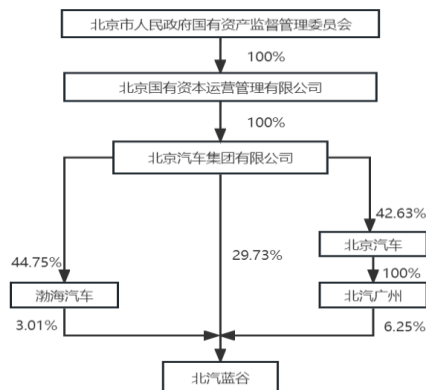 北京市人民政府国有资产监督管理委员会
100%
北京国有资本运营管理有限公司
100%
北京汽车集团有限公司
42.63%
北京汽车
44.75%
29.73%
100%
渤海汽车
北汽广州
3.01%
6.25%
北汽蓝谷